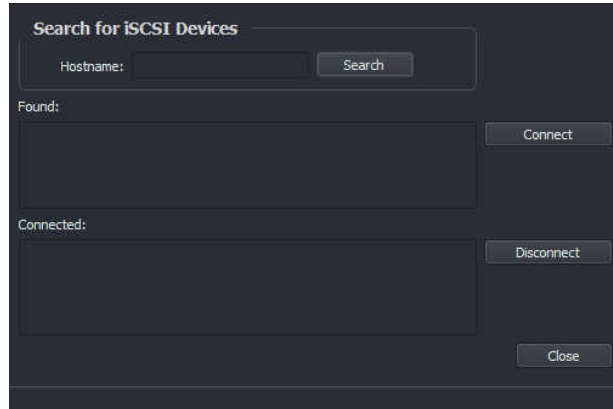 Search for iSCSI Devices
Hostname: Search
Found:
Connect
Connected:
Disconnect
Close